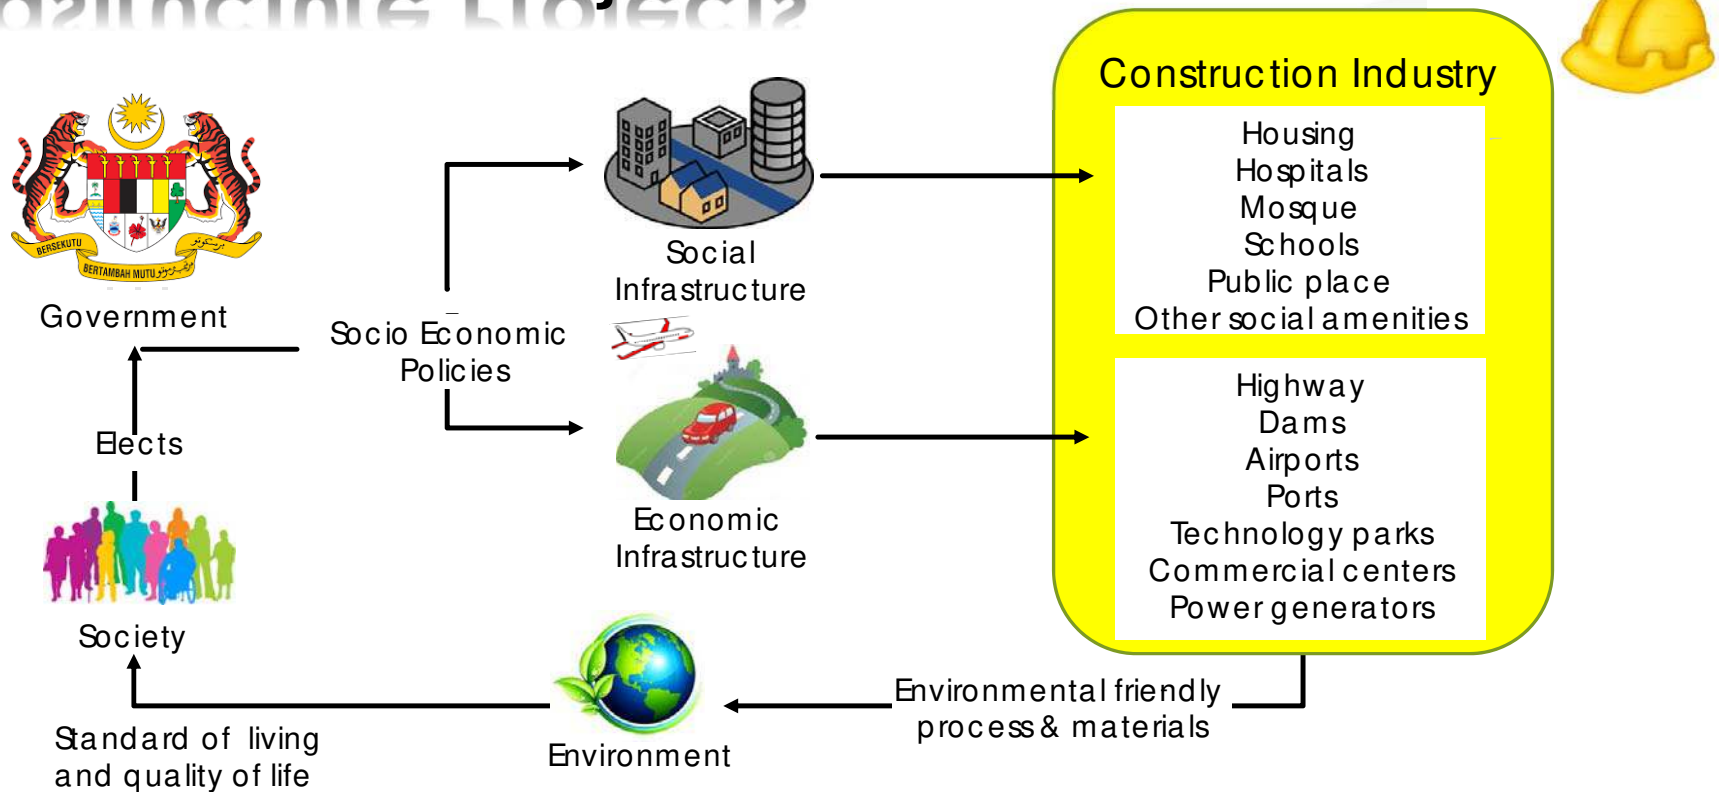 Construction Industry
Housing
Hospitals
Mosque
Schools
Public place
Other social amenities
BERSEKUTU
BERTAMBAH MUTU
Government
Social
Infrastructure
Socio Economic
Policies
Highway
Dams
Airports
Ports
Technology parks
Commercial centers
Power generators
Elects
Economic
Infrastructure
Society
Environmental friendly
process & materials
Environment
Standard of living
and quality of life